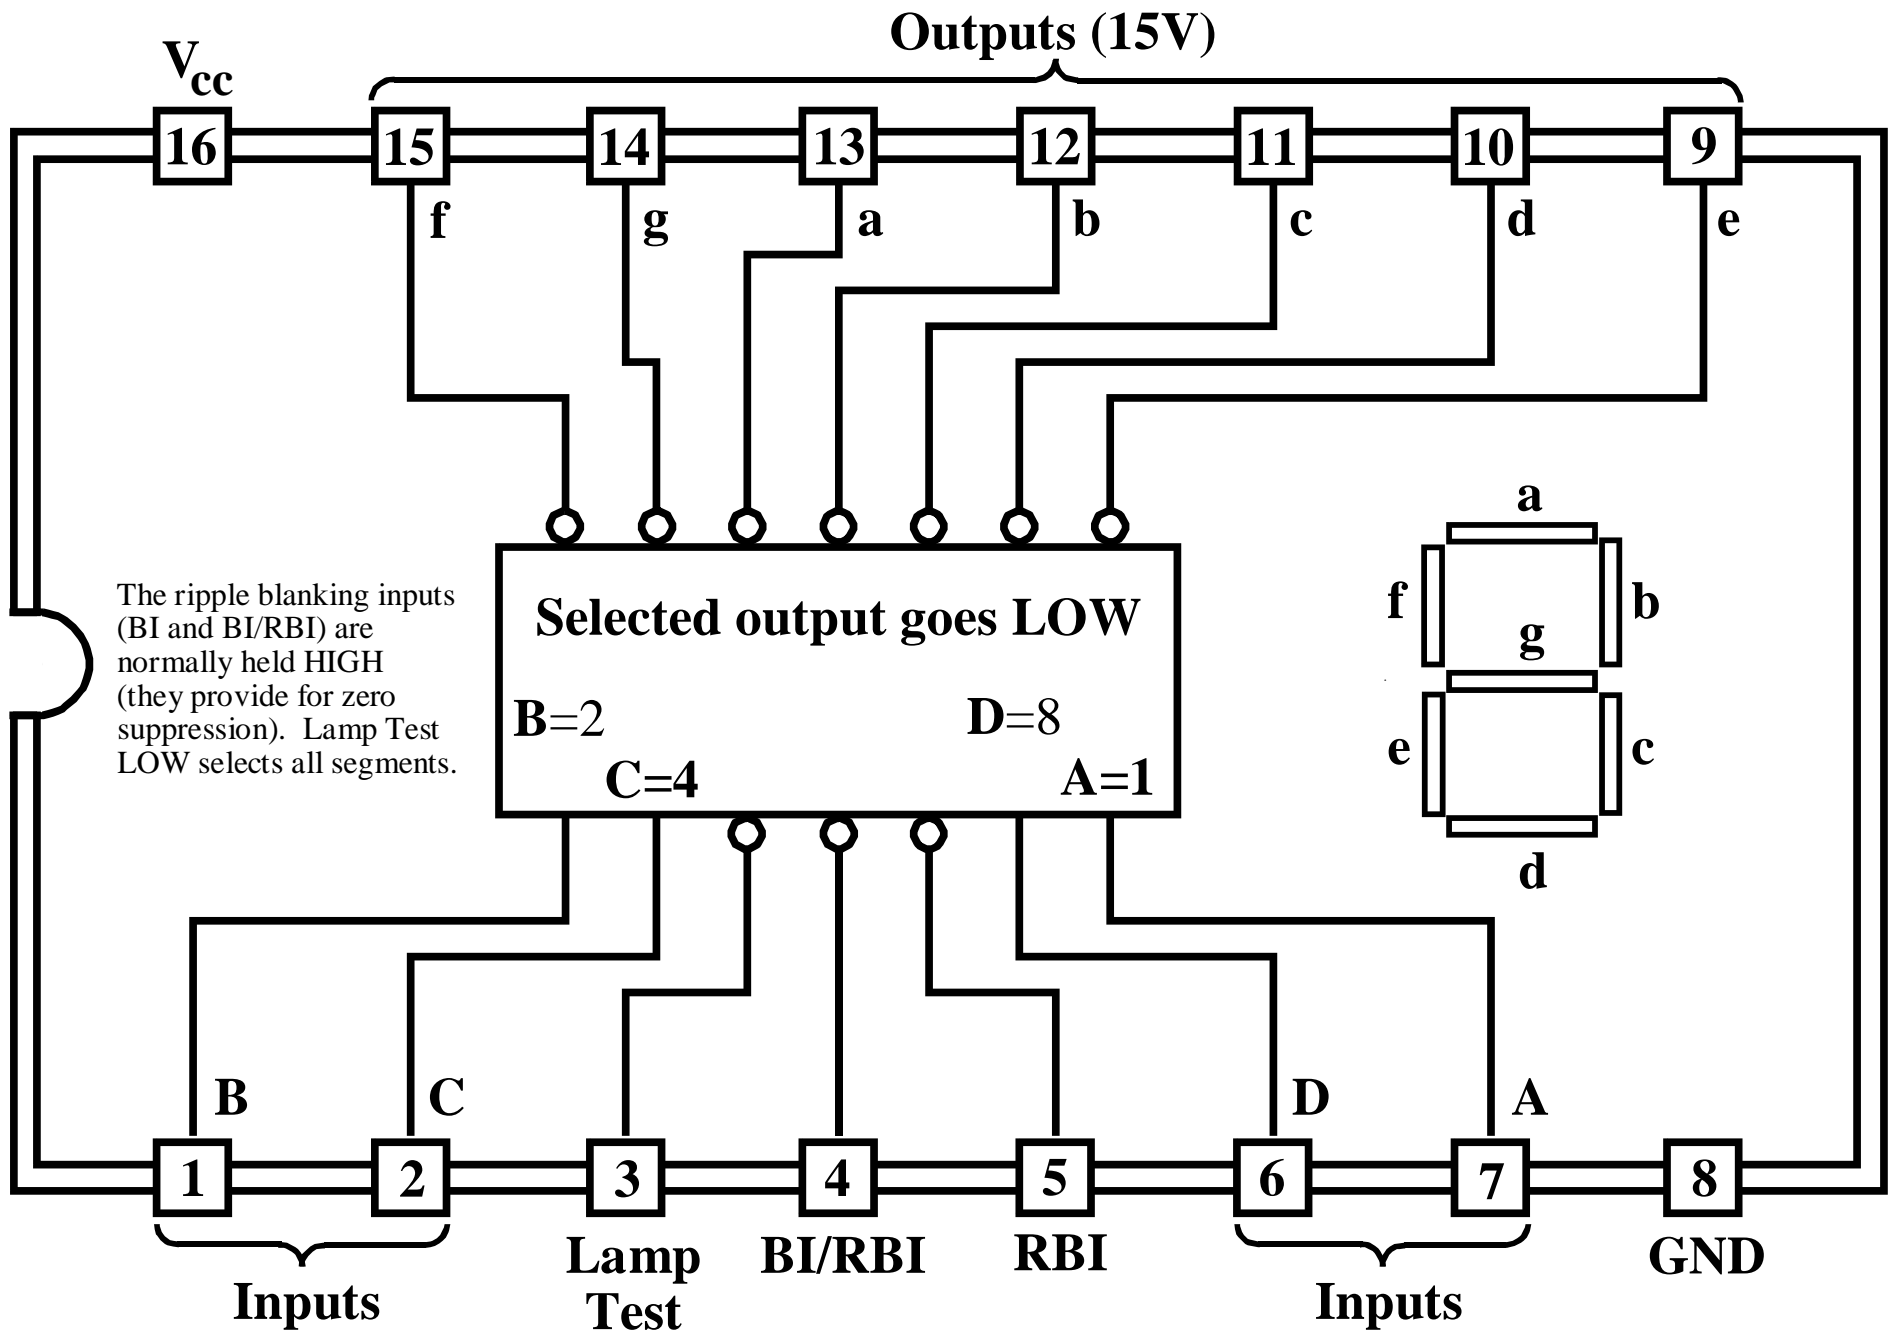 Outputs (15V)
Vcc
16 15 14 13 12 11 10 9
f g a b c d e
The ripple blanking inputs
(BI and BI/RBI) are
normally held HIGH
(they provide for zero
suppression). Lamp Test
LOW selects all segments.
Selected output goes LOW
B=2 D=8
C=4 A=1
a
f b
g
e c
d
B C D A
1 2 3 4 5 6 7 8
Lamp BI/RBI RBI GND
Test
Inputs Inputs